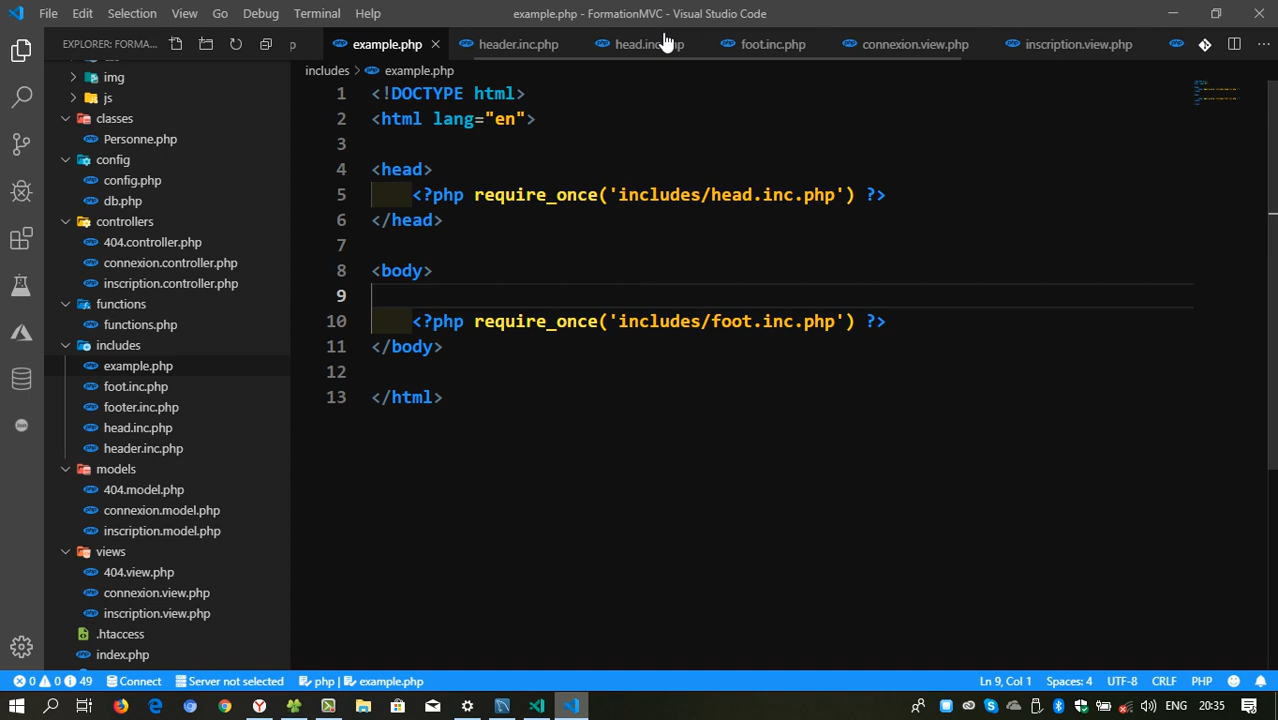 File Edit Selection View Go Debug Terminal Help example.php - FormationMVC - Visual Studio Code
EXPLORER: FORMA... example.php header.inc.php head.inc.php foot.inc.php connexion.view.php inscription.view.php
includes > example.php
img
js
classes
Personne.php
config
config.php
db.php
controllers
404.controller.php
connexion.controller.php
inscription.controller.php
functions
functions.php
includes
example.php
foot.inc.php
footer.inc.php
head.inc.php
header.inc.php
models
404.model.php
connexion.model.php
inscription.model.php
views
404.view.php
connexion.view.php
inscription.view.php
.htaccess
index.php
1 <!DOCTYPE html>
2 <html lang="en">
3
4 <head>
5 <?php require_once('includes/head.inc.php') ?>
6 </head>
7
8 <body>
9
10 <?php require_once('includes/foot.inc.php') ?>
11 </body>
12
13 </html>
0 0 49 Connect Server not selected php | example.php Ln 9, Col 1 Spaces: 4 UTF-8 CRLF PHP
ENG 20:35